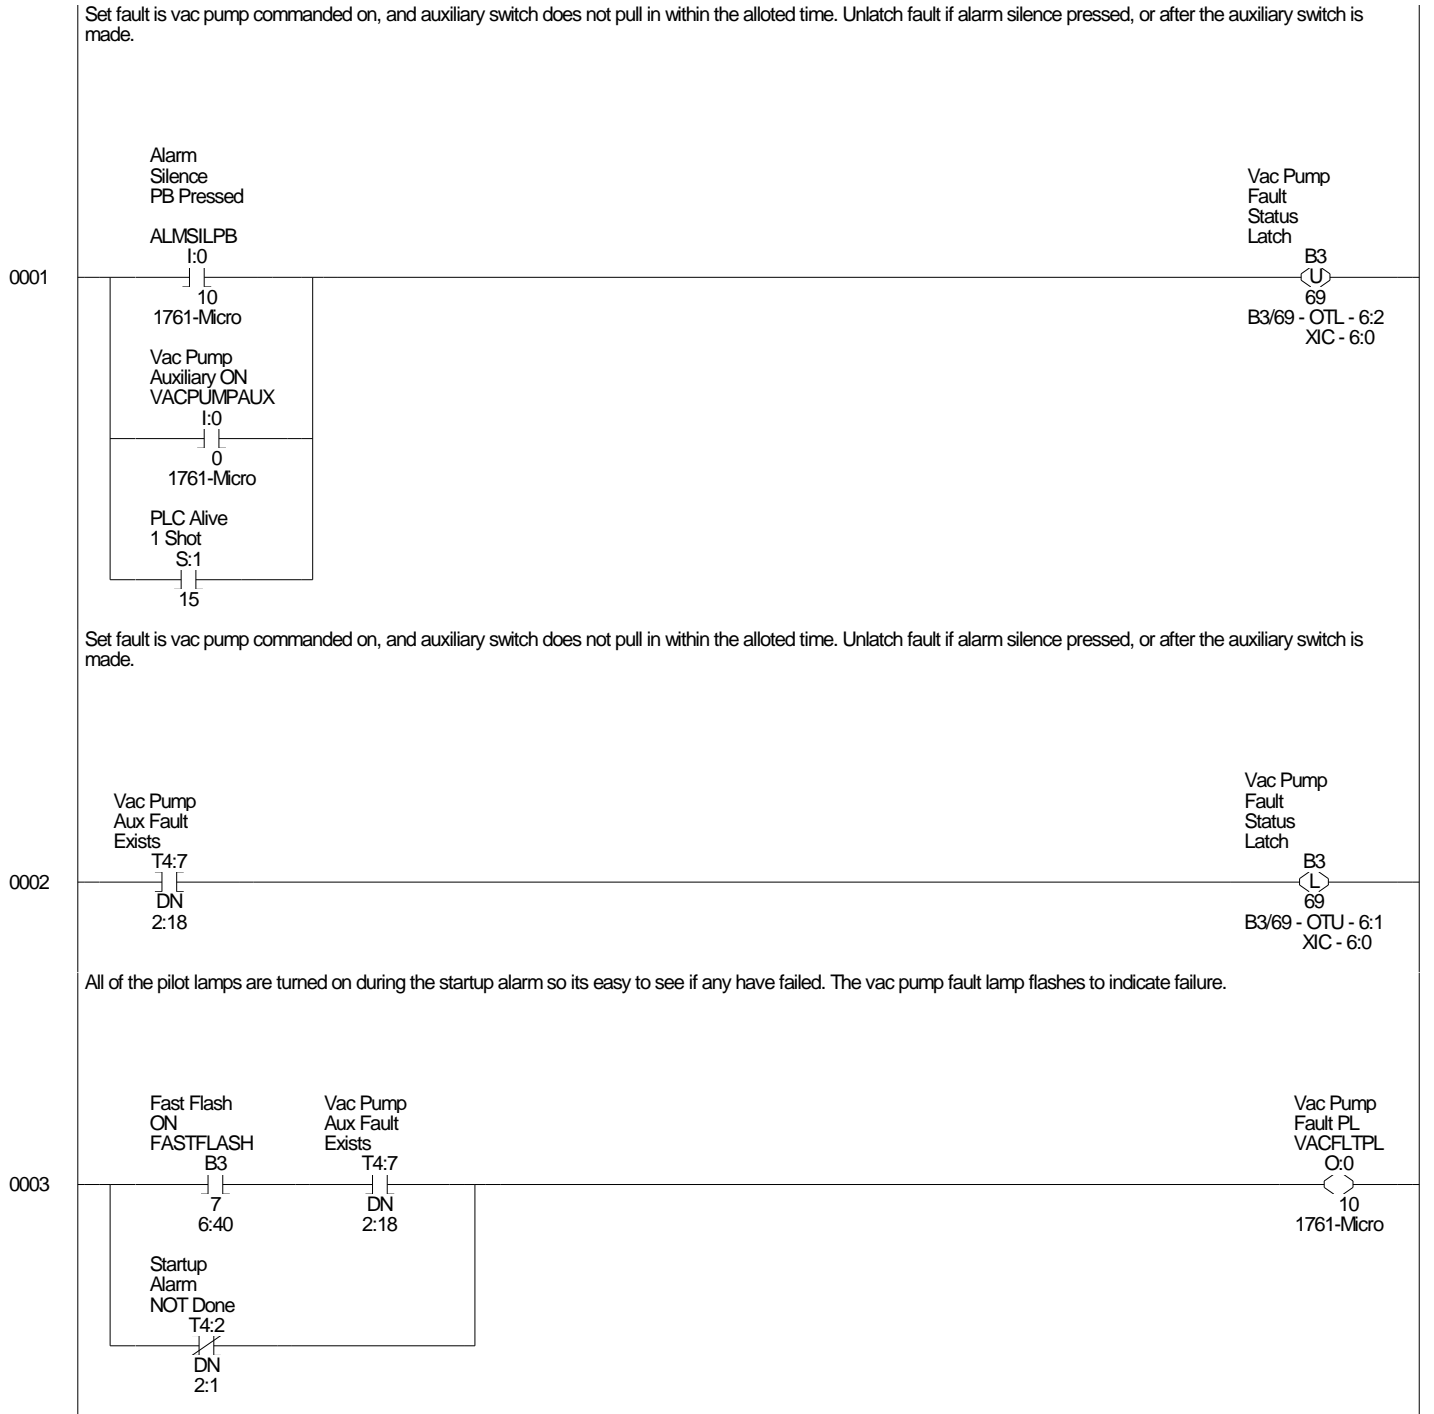 Set fault is vac pump commanded on, and auxiliary switch does not pull in within the alloted time. Unlatch fault if alarm silence pressed, or after the auxiliary switch is
made.
Alarm
Silence
PB Pressed
ALMSILPB
I:0
10
1761-Micro
Vac Pump
Fault
Status
Latch
B3
U
69
B3/69 - OTL - 6:2
XIC - 6:0
0001
Vac Pump
Auxiliary ON
VACPUMPAUX
I:0
0
1761-Micro
PLC Alive
1 Shot
S:1
15
Set fault is vac pump commanded on, and auxiliary switch does not pull in within the alloted time. Unlatch fault if alarm silence pressed, or after the auxiliary switch is
made.
Vac Pump
Aux Fault
Exists
T4:7
DN
2:18
Vac Pump
Fault
Status
Latch
B3
L
69
B3/69 - OTU - 6:1
XIC - 6:0
0002
All of the pilot lamps are turned on during the startup alarm so its easy to see if any have failed. The vac pump fault lamp flashes to indicate failure.
Fast Flash
ON
FASTFLASH
B3
7
6:40
Vac Pump
Aux Fault
Exists
T4:7
DN
2:18
Vac Pump
Fault PL
VACFLTPL
O:0
10
1761-Micro
0003
Startup
Alarm
NOT Done
T4:2
DN
2:1